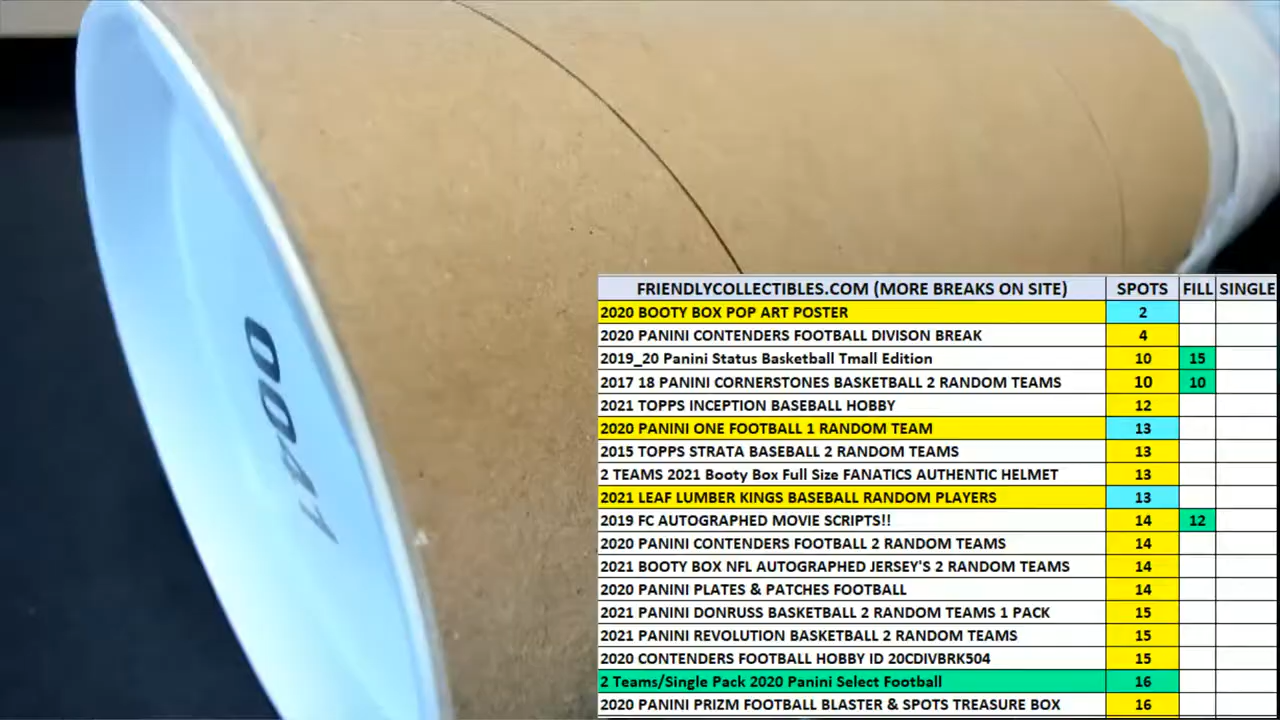 00411
FRIENDLYCOLLECTIBLES.COM (MORE BREAKS ON SITE) SPOTS FILL SINGLE
2020 BOOTY BOX POP ART POSTER 2
2020 PANINI CONTENDERS FOOTBALL DIVISON BREAK 4
2019_20 Panini Status Basketball Tmall Edition 10 15
2017 18 PANINI CORNERSTONES BASKETBALL 2 RANDOM TEAMS 10 10
2021 TOPPS INCEPTION BASEBALL HOBBY 12
2020 PANINI ONE FOOTBALL 1 RANDOM TEAM 13
2015 TOPPS STRATA BASEBALL 2 RANDOM TEAMS 13
2 TEAMS 2021 Booty Box Full Size FANATICS AUTHENTIC HELMET 13
2021 LEAF LUMBER KINGS BASEBALL RANDOM PLAYERS 13
2019 FC AUTOGRAPHED MOVIE SCRIPTS!! 14 12
2020 PANINI CONTENDERS FOOTBALL 2 RANDOM TEAMS 14
2021 BOOTY BOX NFL AUTOGRAPHED JERSEY'S 2 RANDOM TEAMS 14
2020 PANINI PLATES & PATCHES FOOTBALL 14
2021 PANINI DONRUSS BASKETBALL 2 RANDOM TEAMS 1 PACK 15
2021 PANINI REVOLUTION BASKETBALL 2 RANDOM TEAMS 15
2020 CONTENDERS FOOTBALL HOBBY ID 20CDIVBRK504 15
2 Teams/Single Pack 2020 Panini Select Football 16
2020 PANINI PRIZM FOOTBALL BLASTER & SPOTS TREASURE BOX 16